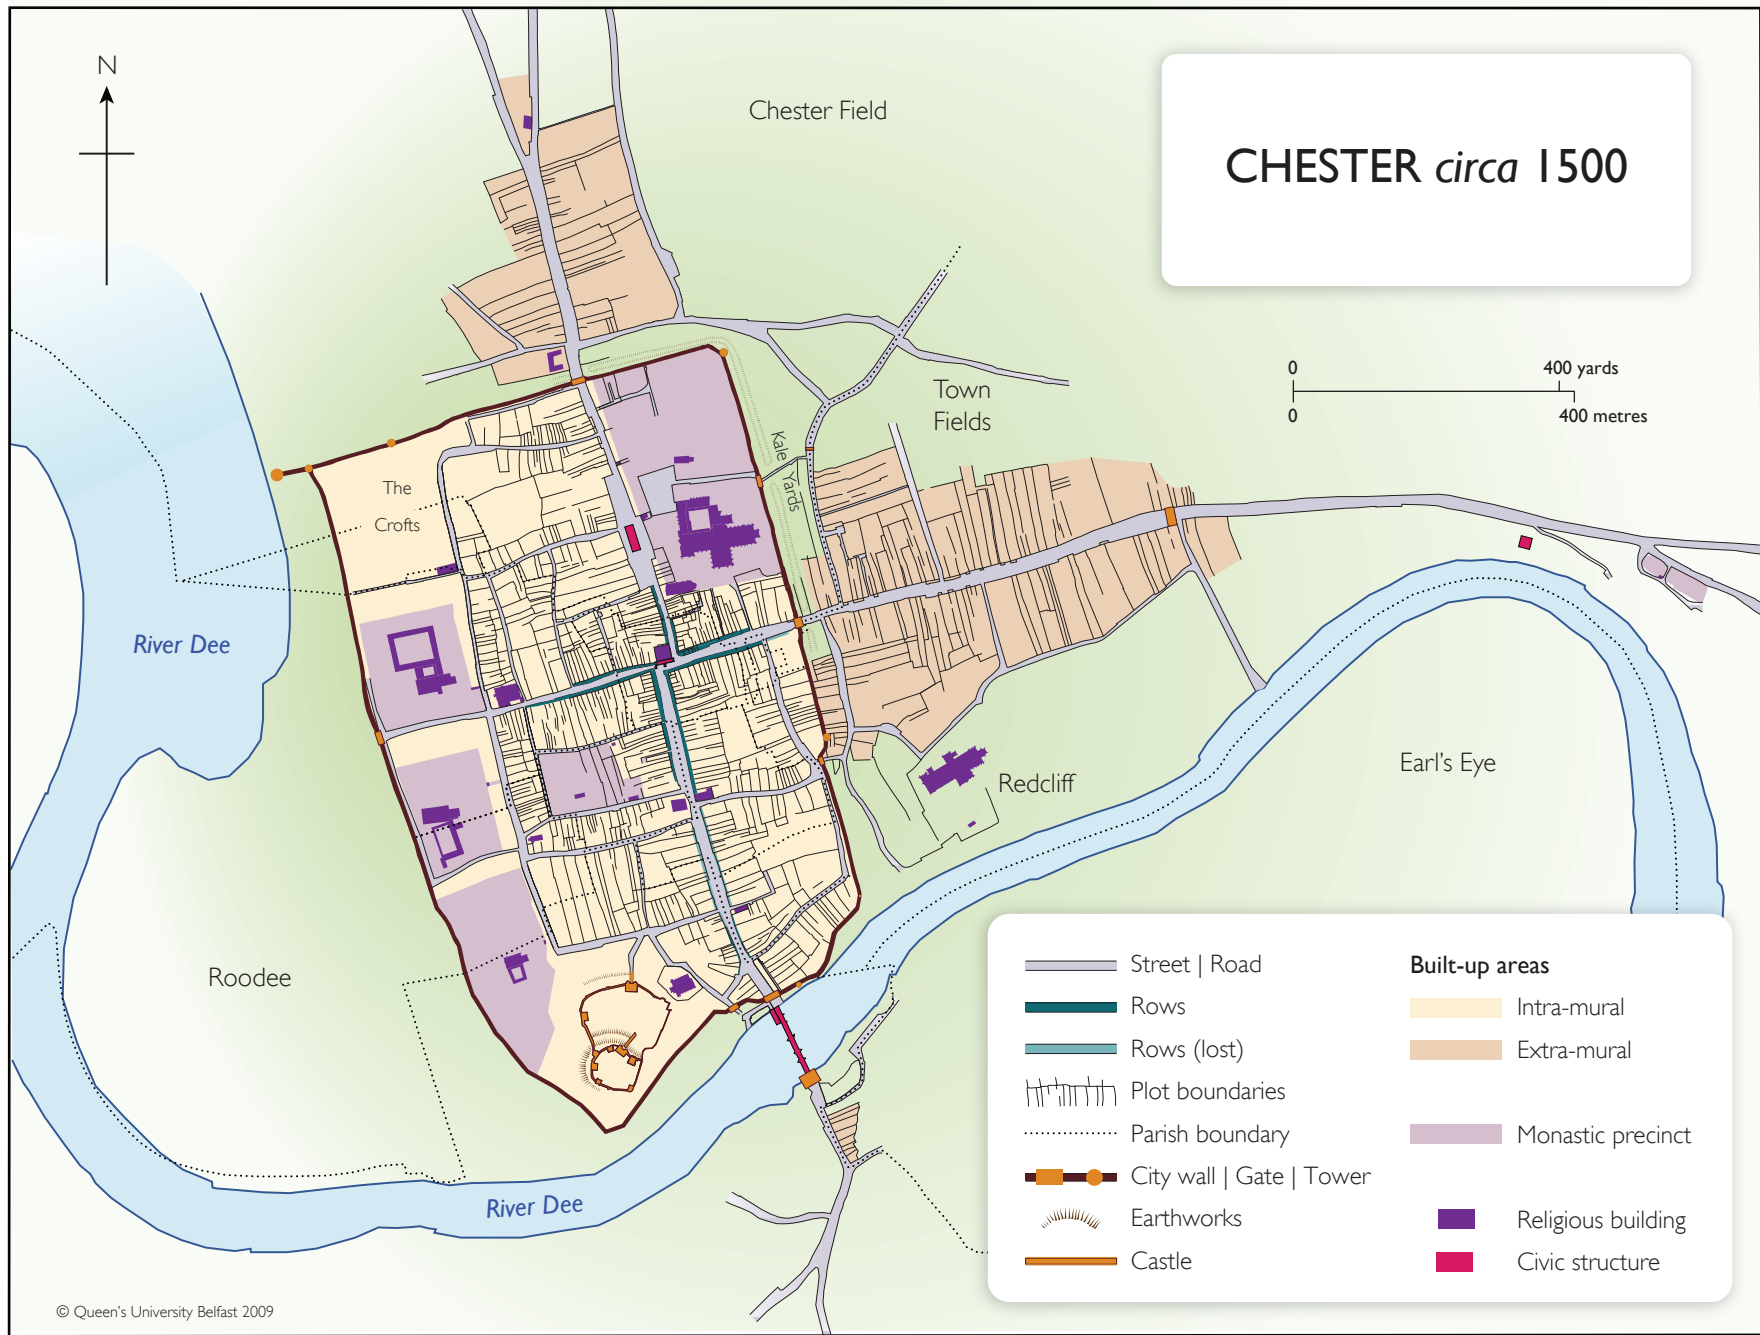 N
Chester Field
CHESTER circa 1500
0 400 yards
0 400 metres
Town
Fields
Kale Yards
The
Crofts
River Dee
Earl's Eye
Redcliff
Roodee
River Dee
Street | Road
Rows
Rows (lost)
Plot boundaries
Parish boundary
City wall | Gate | Tower
Earthworks
Castle
Built-up areas
Intra-mural
Extra-mural
Monastic precinct
Religious building
Civic structure
© Queen's University Belfast 2009